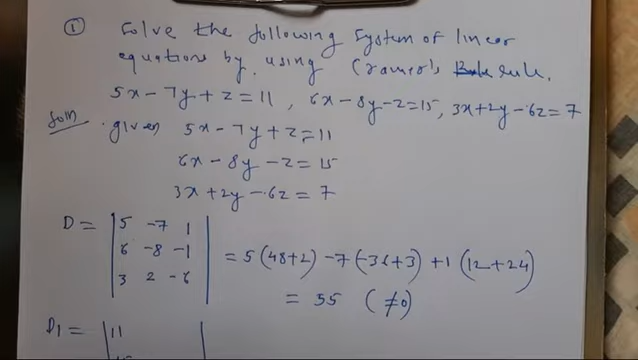 ① Solve the following system of linear
equations by using Cramer's rule.
5x - 7y + z = 11 , 6x - 8y - z = 15, 3x + 2y - 6z = 7
Soln . given 5x - 7y + z = 11
6x - 8y - z = 15
3x + 2y - 6z = 7
D = | 5 -7 1 |
| 6 -8 -1 | = 5(48+2) -7(-36+3) +1(12+24)
| 3 2 -6 |
= 55 (≠0)
D1 = | 11 |